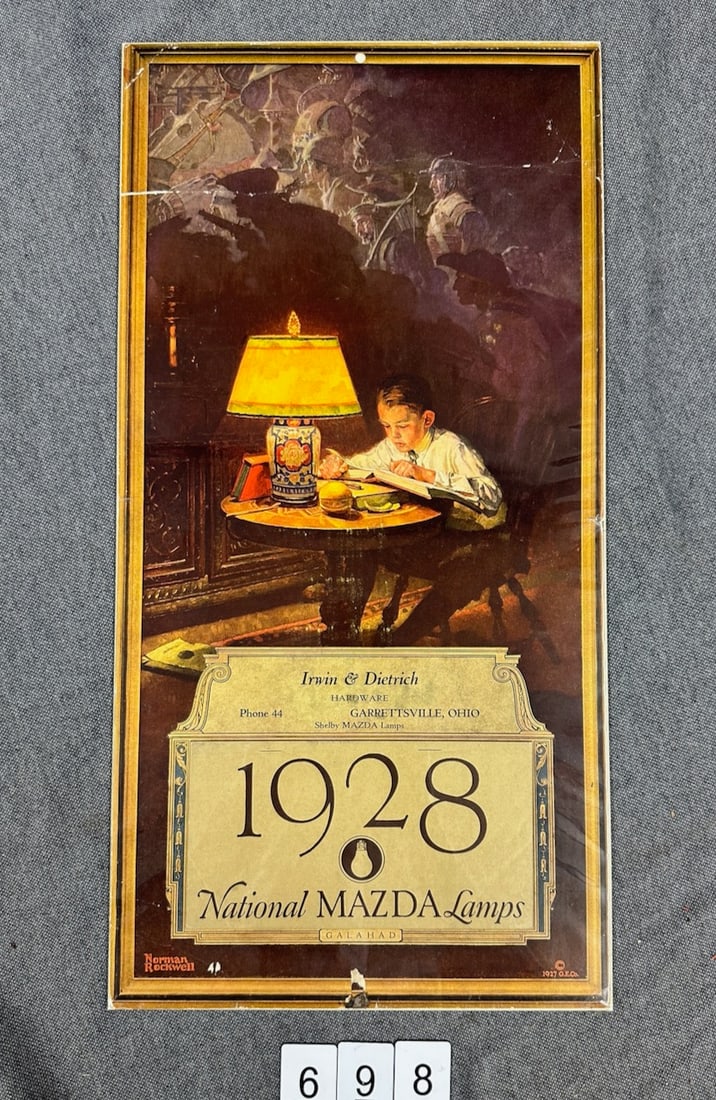 Irwin & Dietrich
HARDWARE
Phone 44 GARRETTSVILLE, OHIO
Shelby MAZDA Lamps
1928
National MAZDA Lamps
GALAHAD
Norman
Rockwell
©
1927 G.E.Co.
6 9 8